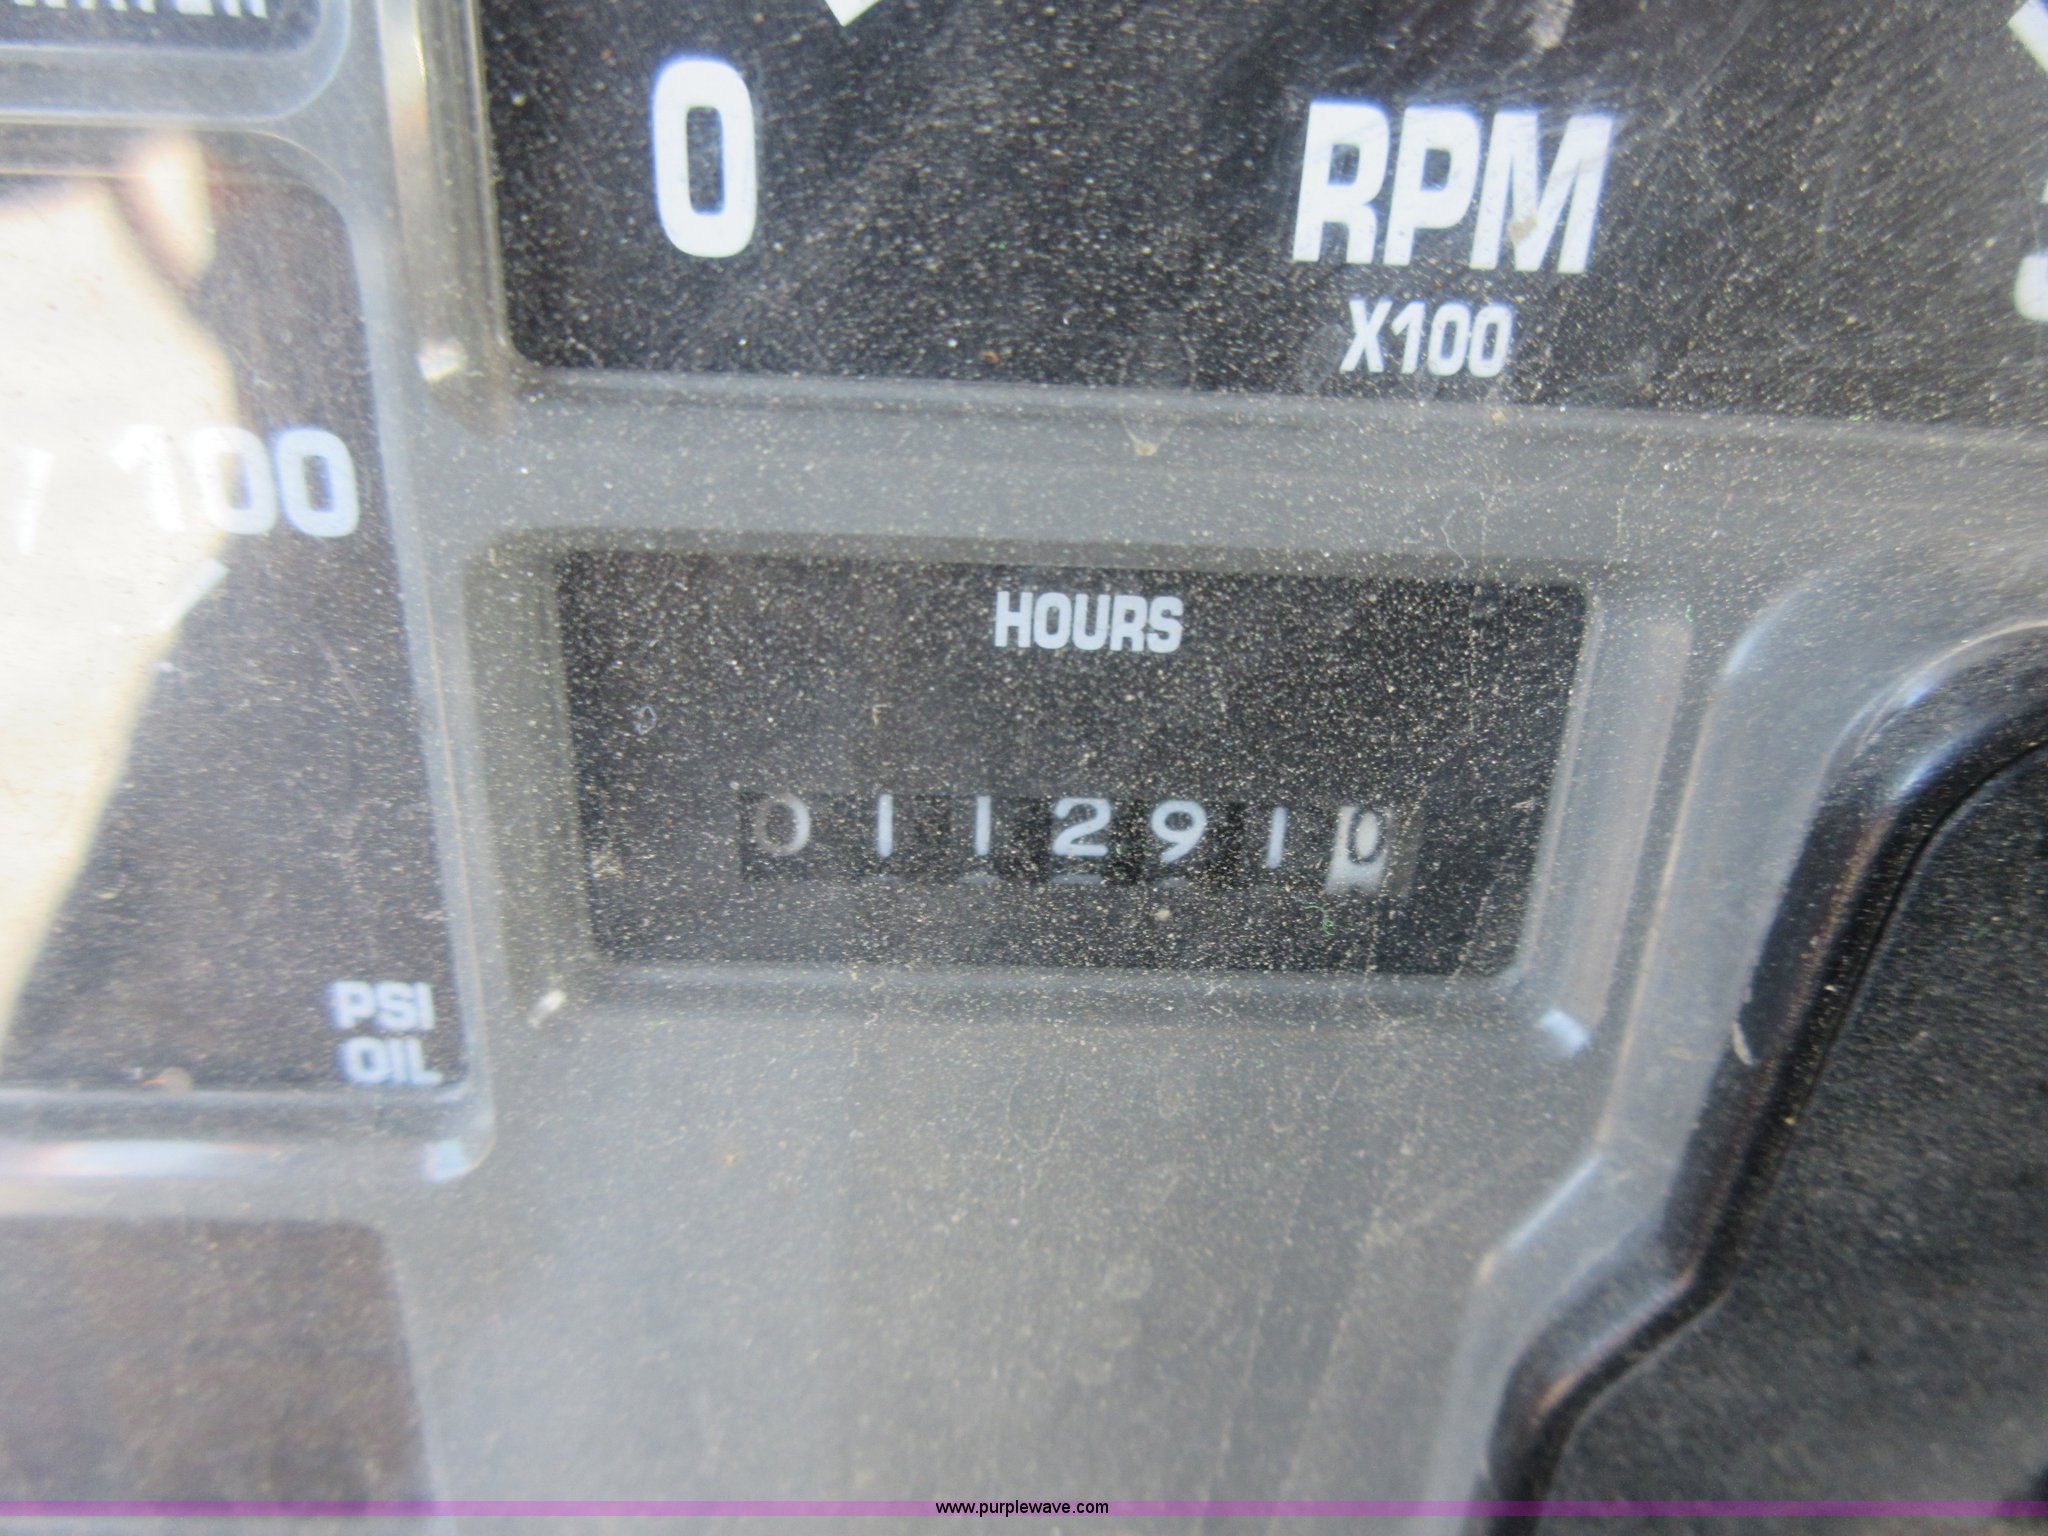 0
RPM
X100
100
HOURS
0112910
PSI
OIL
www.purplewave.com